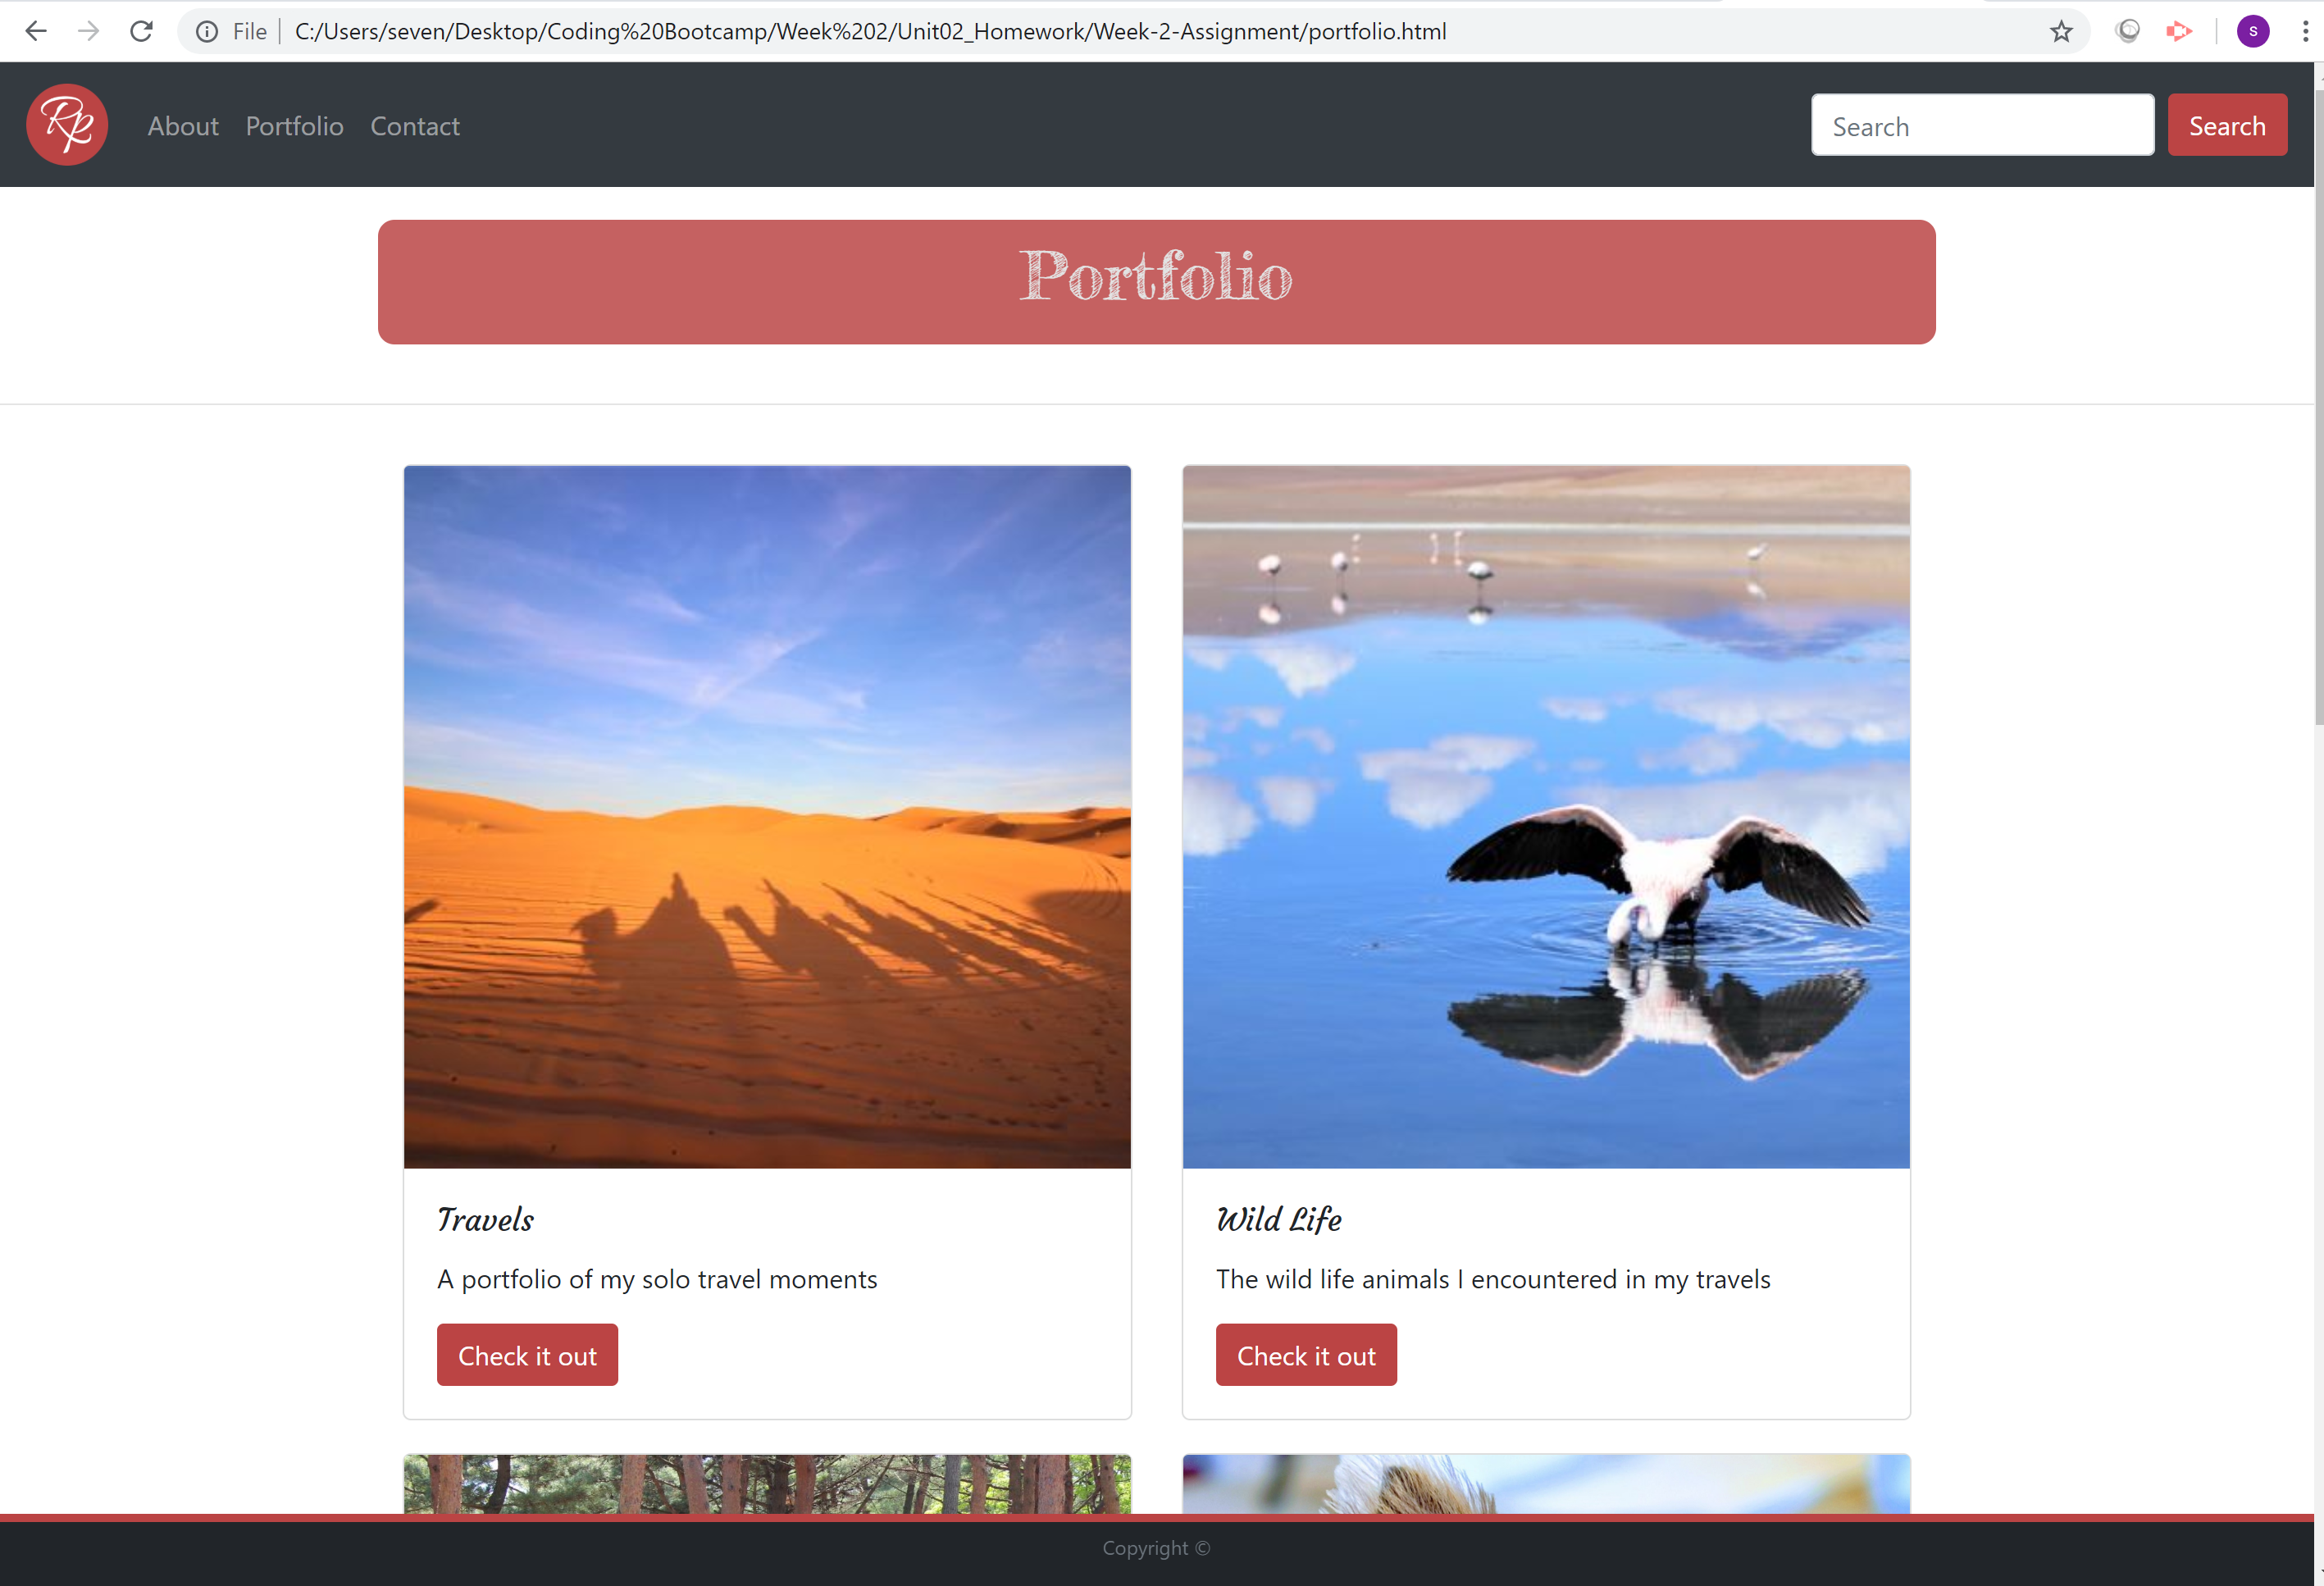 File C:/Users/seven/Desktop/Coding%20Bootcamp/Week%202/Unit02_Homework/Week-2-Assignment/portfolio.html
S
Rp About Portfolio Contact Search Search
Portfolio
Travels
A portfolio of my solo travel moments
Check it out
Wild Life
The wild life animals I encountered in my travels
Check it out
Copyright ©